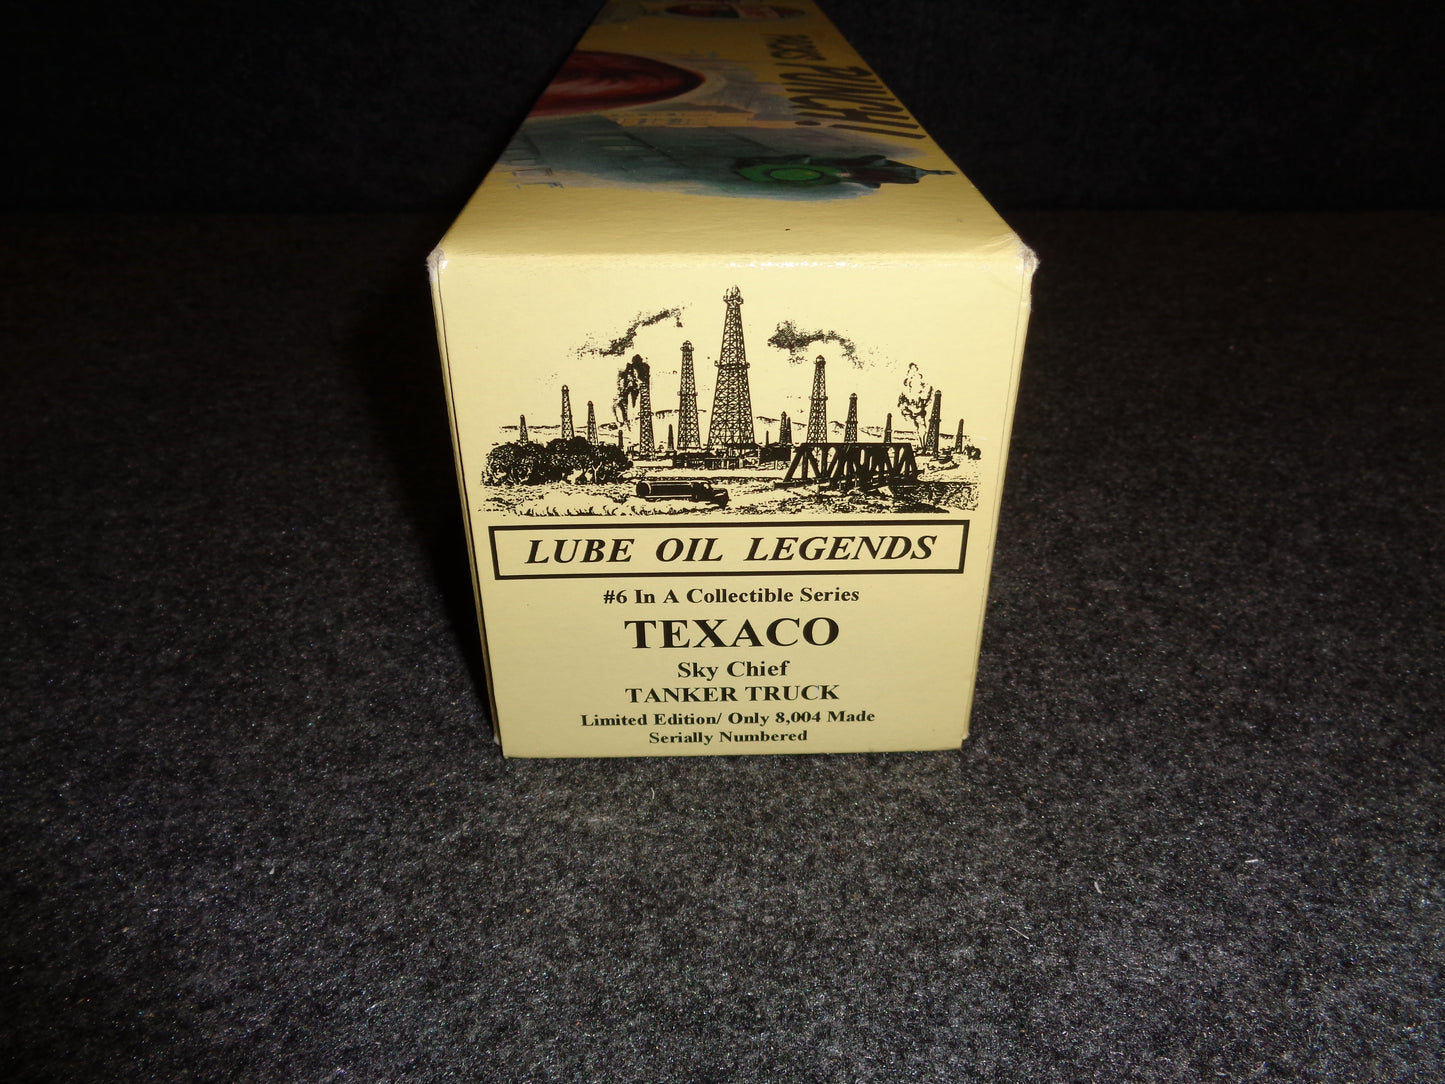 LUBE OIL LEGENDS
#6 In A Collectible Series
TEXACO
Sky Chief
TANKER TRUCK
Limited Edition/ Only 8,004 Made
Serially Numbered